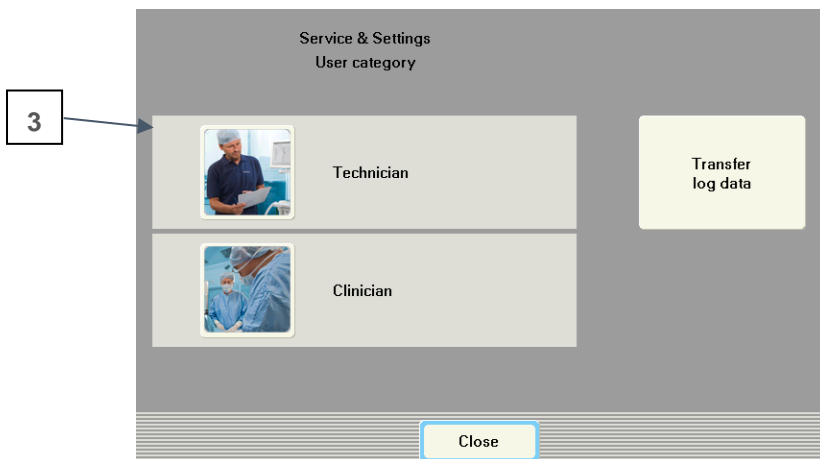 Service & Settings
User category
3
Technician
Transfer
log data
Clinician
Close